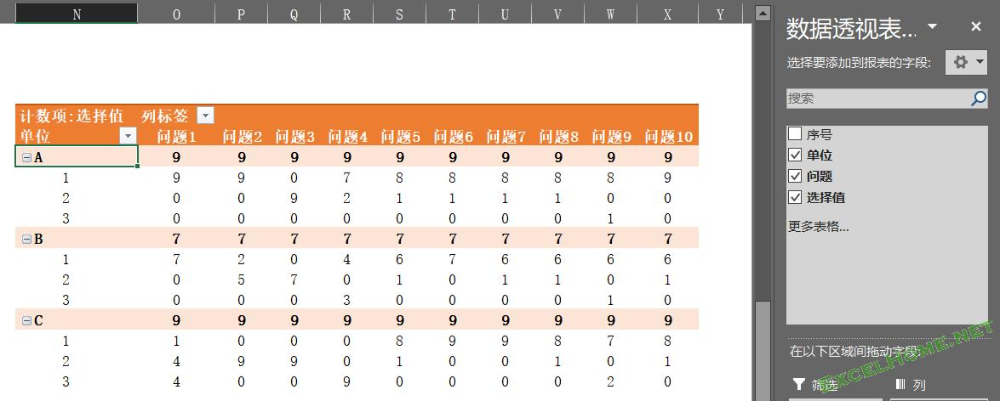 N O P Q R S T U V W X Y
数据透视表...
选择要添加到报表的字段:
搜索
序号
单位
问题
选择值
更多表格...
在以下区域间拖动字段:
筛选 列
计数项:选择值 列标签
单位 问题1 问题2 问题3 问题4 问题5 问题6 问题7 问题8 问题9 问题10
A 9 9 9 9 9 9 9 9 9 9
1 9 9 0 7 8 8 8 8 8 9
2 0 0 9 2 1 1 1 1 0 0
3 0 0 0 0 0 0 0 0 1 0
B 7 7 7 7 7 7 7 7 7 7
1 7 2 0 4 6 7 6 6 6 6
2 0 5 7 0 1 0 1 1 0 1
3 0 0 0 3 0 0 0 0 1 0
C 9 9 9 9 9 9 9 9 9 9
1 1 0 0 0 8 9 9 8 7 8
2 4 9 9 0 1 0 0 1 0 1
3 4 0 0 9 0 0 0 0 2 0
EXCELHOME.NET